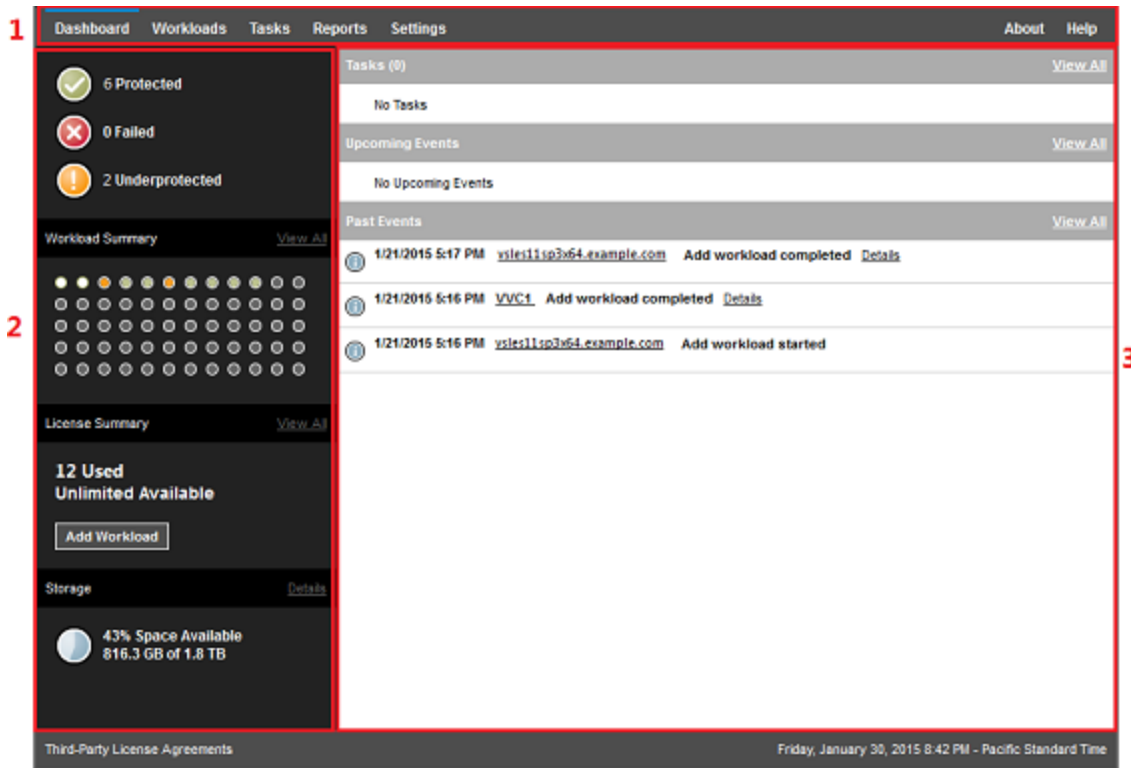 1
Dashboard Workloads Tasks Reports Settings About Help
6 Protected
0 Failed
2 Underprotected
Workload Summary View All
2
License Summary View All
12 Used
Unlimited Available
Add Workload
Storage Details
43% Space Available
816.3 GB of 1.8 TB
Tasks (0) View All
No Tasks
Upcoming Events View All
No Upcoming Events
Past Events View All
1/21/2015 5:17 PM vsles11sp3x64.example.com Add workload completed Details
1/21/2015 5:16 PM VVC1 Add workload completed Details
1/21/2015 5:16 PM vsles11sp3x64.example.com Add workload started
3
Third-Party License Agreements Friday, January 30, 2015 8:42 PM - Pacific Standard Time